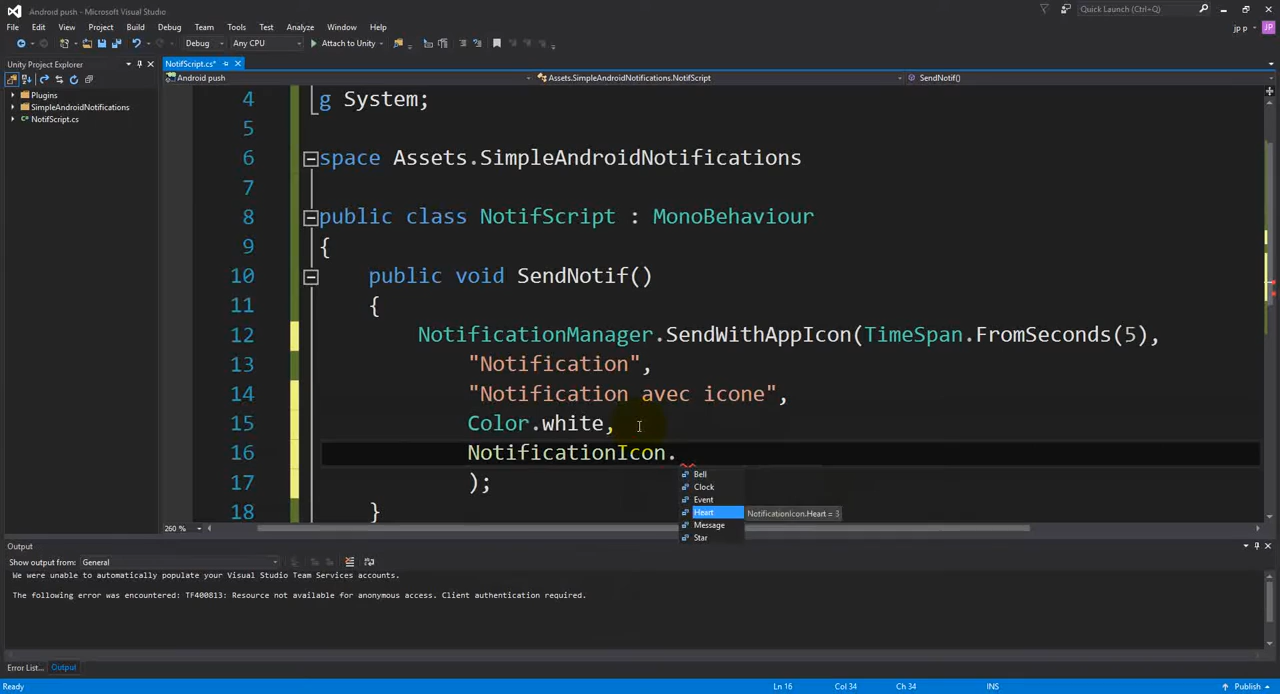 Android push - Microsoft Visual Studio
Quick Launch (Ctrl+Q)
File Edit View Project Build Debug Team Tools Test Analyze Window Help
jp p
JP
Debug Any CPU Attach to Unity
Unity Project Explorer
Plugins
SimpleAndroidNotifications
NotifScript.cs
NotifScript.cs*
Android push
Assets.SimpleAndroidNotifications.NotifScript
SendNotif()
4 g System;
5
6 space Assets.SimpleAndroidNotifications
7
8 public class NotifScript : MonoBehaviour
9 {
10 public void SendNotif()
11 {
12 NotificationManager.SendWithAppIcon(TimeSpan.FromSeconds(5),
13 "Notification",
14 "Notification avec icone",
15 Color.white,
16 NotificationIcon.
17 );
18 }
Bell
Clock
Event
Heart
Message
Star
NotificationIcon.Heart = 3
260 %
Output
Show output from: General
We were unable to automatically populate your Visual Studio Team Services accounts.
The following error was encountered: TF400813: Resource not available for anonymous access. Client authentication required.
Error List... Output
Ready Ln 16 Col 34 Ch 34 INS Publish